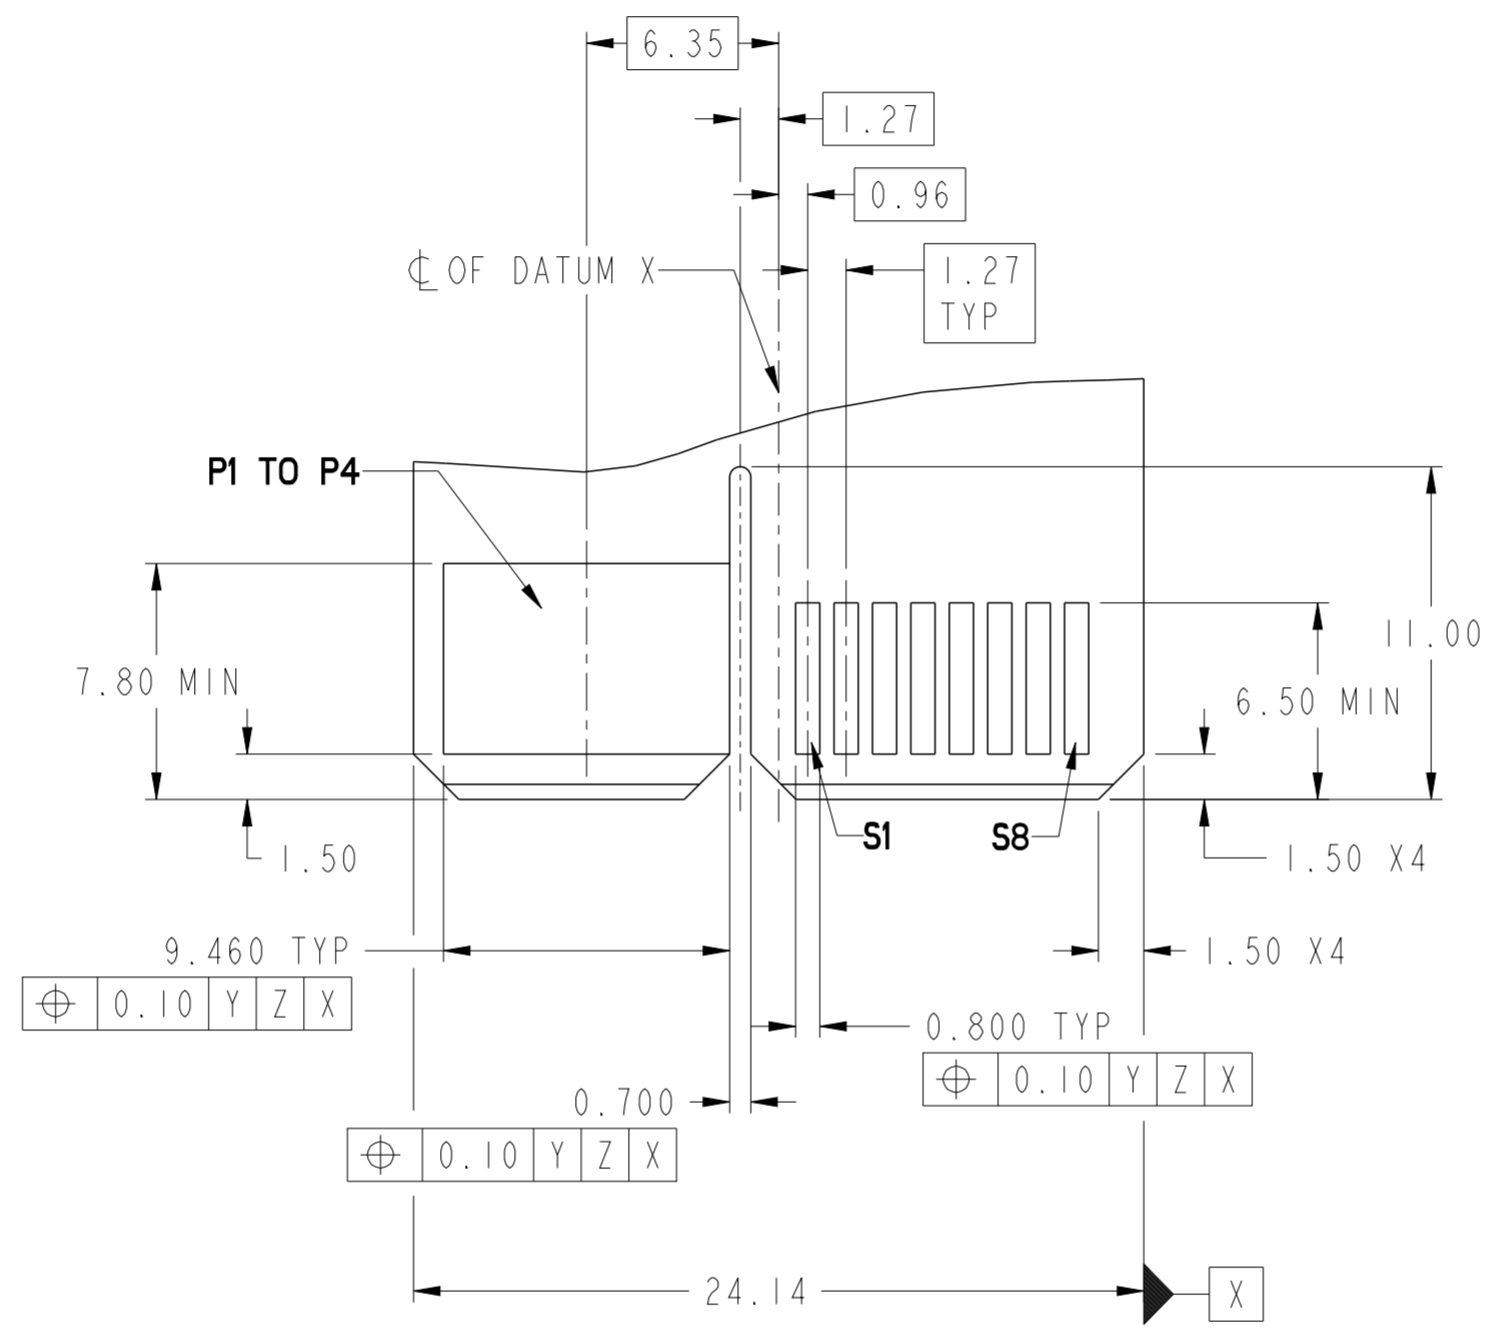 6.35
1.27
0.96
℄ OF DATUM X
1.27
TYP
P1 TO P4
11.00
7.80 MIN
6.50 MIN
S1
S8
1.50
1.50 X4
9.460 TYP
1.50 X4
⌖ 0.10 Y Z X
0.800 TYP
⌖ 0.10 Y Z X
0.700
⌖ 0.10 Y Z X
24.14
X